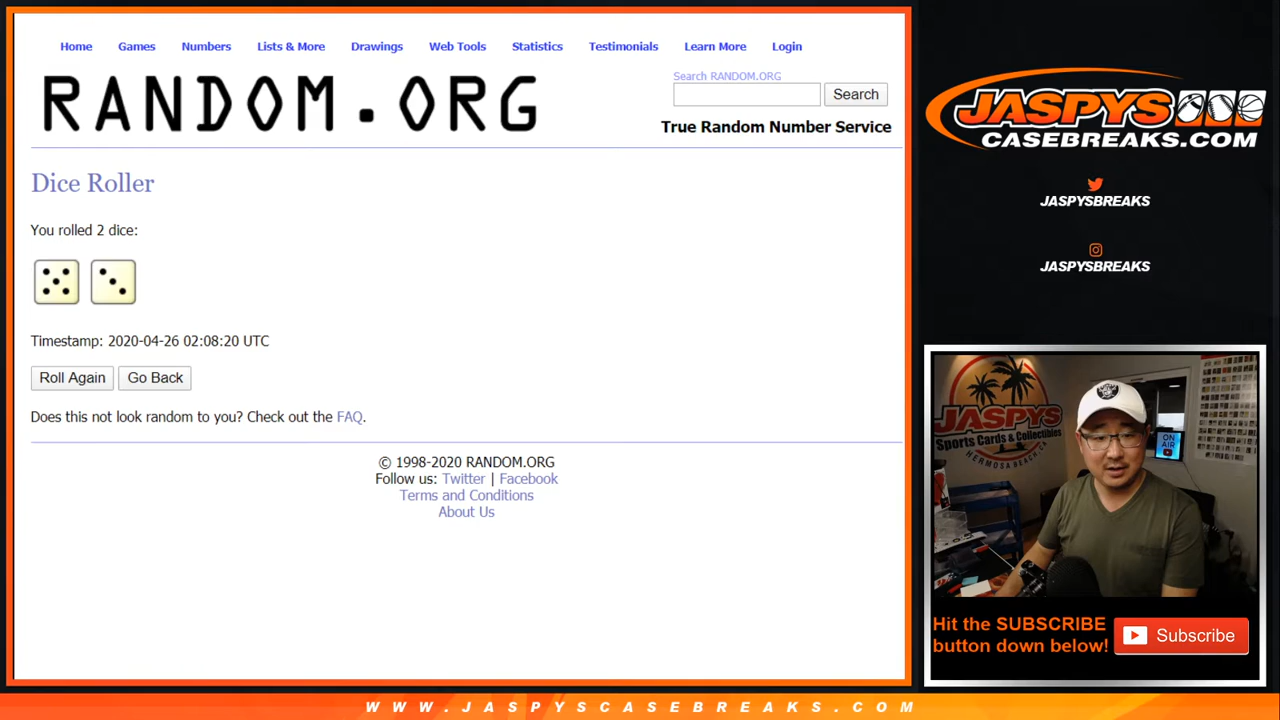 Home Games Numbers Lists & More Drawings Web Tools Statistics Testimonials Learn More Login
RANDOM.ORG
Search RANDOM.ORG
Search
True Random Number Service
Dice Roller
You rolled 2 dice:
Timestamp: 2020-04-26 02:08:20 UTC
Roll Again Go Back
Does this not look random to you? Check out the FAQ.
© 1998-2020 RANDOM.ORG
Follow us: Twitter | Facebook
Terms and Conditions
About Us
JASPYS
CASEBREAKS.COM
JASPYSBREAKS
JASPYSBREAKS
JASPYS
Sports Cards & Collectibles
HERMOSA BEACH, CA
ON AIR
Hit the SUBSCRIBE
button down below!
Subscribe
WWW.JASPYSCASEBREAKS.COM